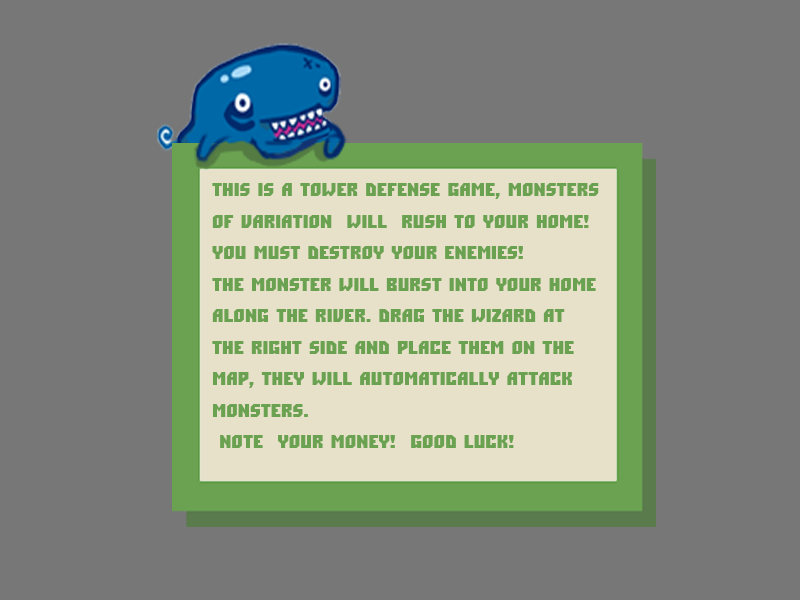 THIS IS A TOWER DEFENSE GAME, MONSTERS
OF VARIATION WILL RUSH TO YOUR HOME!
YOU MUST DESTROY YOUR ENEMIES!
THE MONSTER WILL BURST INTO YOUR HOME
ALONG THE RIVER. DRAG THE WIZARD AT
THE RIGHT SIDE AND PLACE THEM ON THE
MAP, THEY WILL AUTOMATICALLY ATTACK
MONSTERS.
NOTE YOUR MONEY! GOOD LUCK!